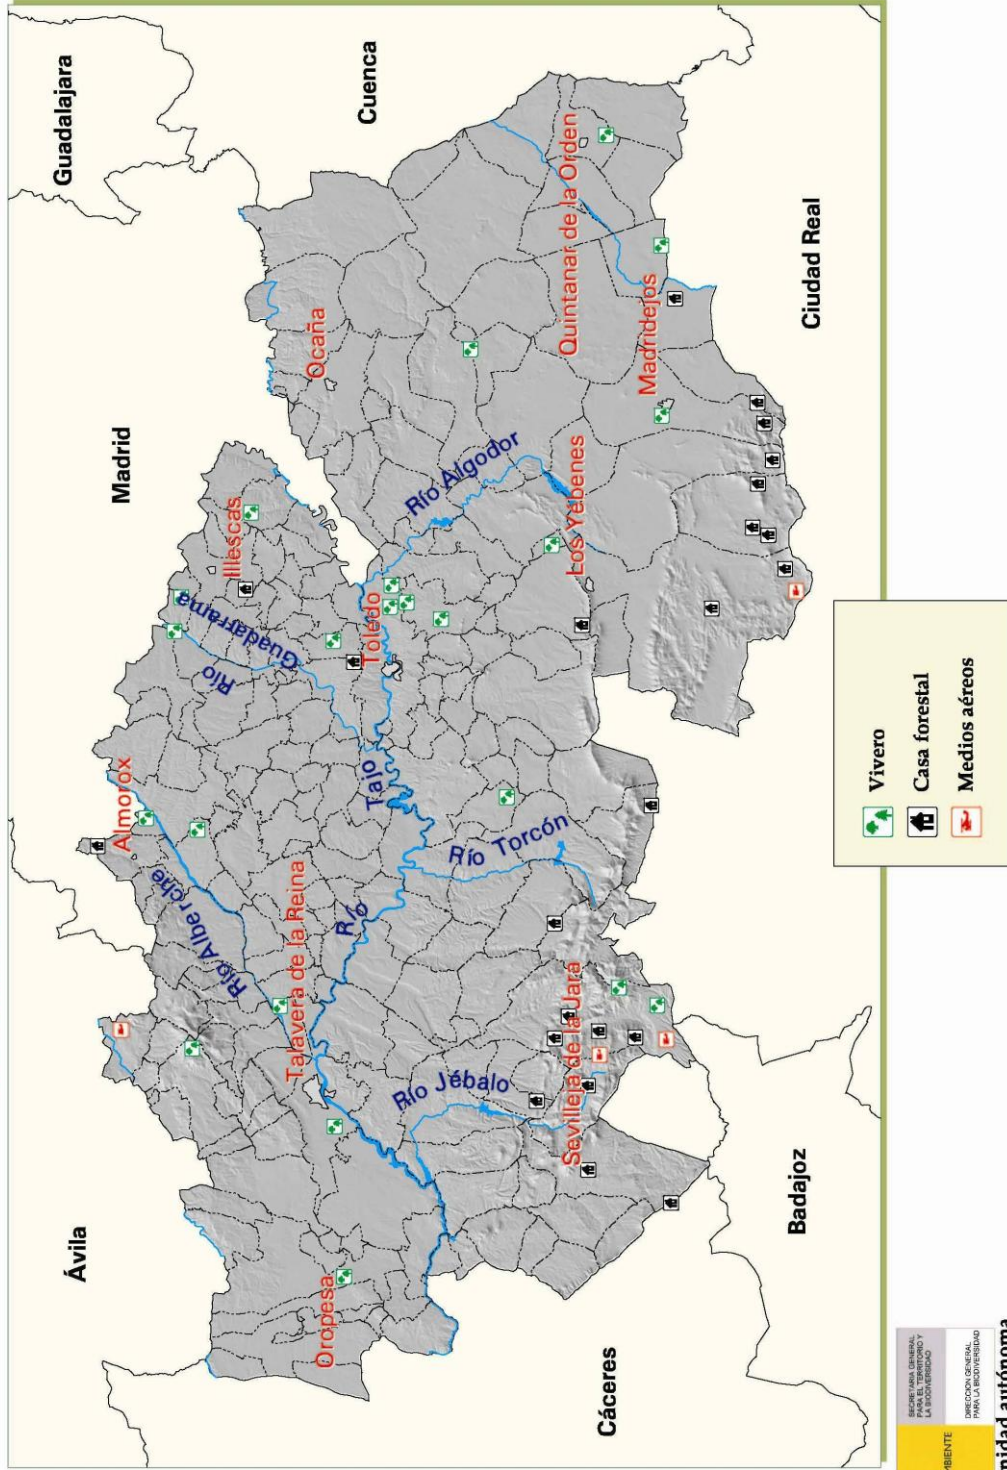 Ávila
Madrid
Guadalajara
Cuenca
Cáceres
Badajoz
Ciudad Real
Almorox
Illescas
Ocaña
Oropesa
Talavera de la Reina
Toledo
Quintanar de la Orden
Madridejos
Los Yébenes
Sevilleja de la Jara
Río Alberche
Río Guadarrama
Río Tajo
Río Algodor
Río Torcón
Río Jébalo
Vivero
Casa forestal
Medios aéreos
SECRETARIA GENERAL
PARA EL TERRITORIO Y
LA BIODIVERSIDAD
DIRECCION GENERAL
PARA LA BIODIVERSIDAD
MBIENTE
nidad autónoma